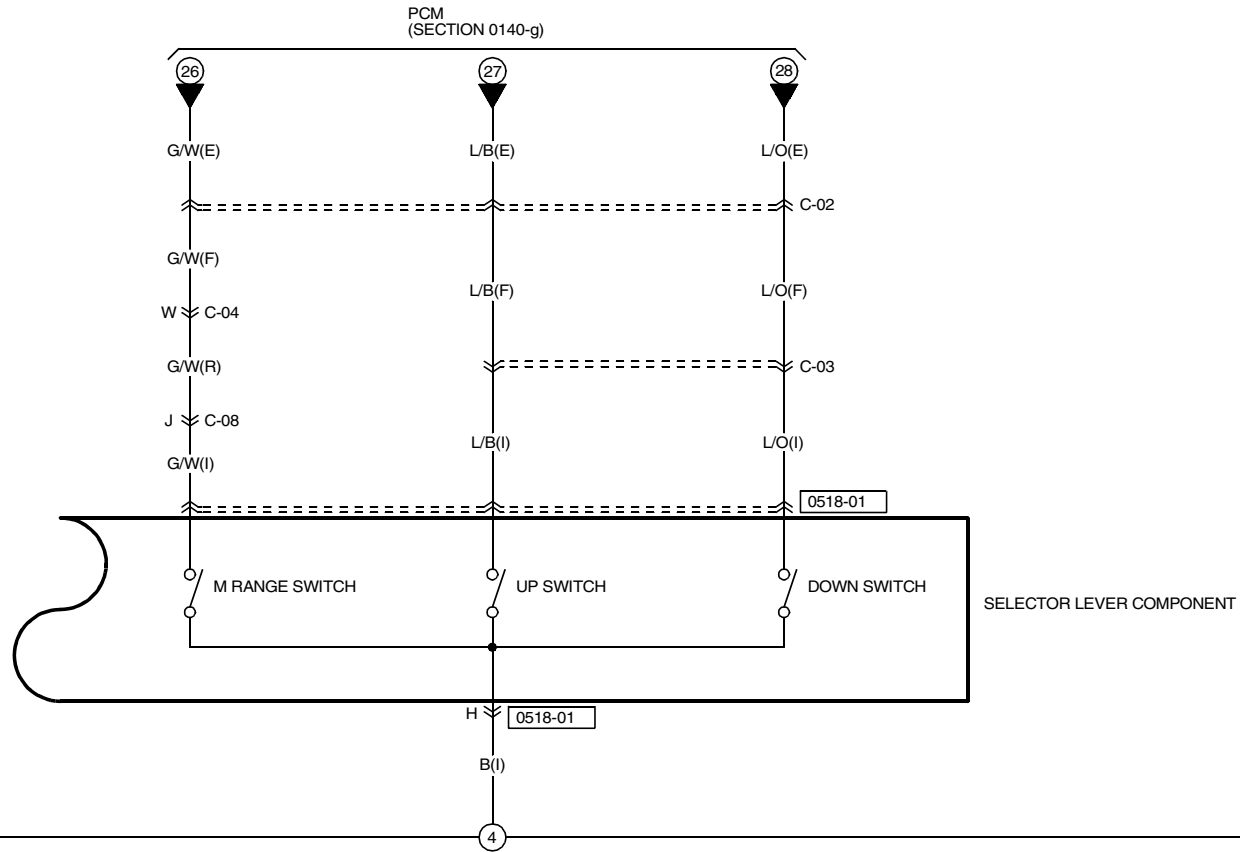 PCM
(SECTION 0140-g)
26 27 28
G/W(E) L/B(E) L/O(E)
C-02
G/W(F)
L/B(F) L/O(F)
W C-04
G/W(R) C-03
J C-08
L/B(I) L/O(I)
G/W(I)
0518-01
M RANGE SWITCH UP SWITCH DOWN SWITCH
SELECTOR LEVER COMPONENT
H 0518-01
B(I)
4